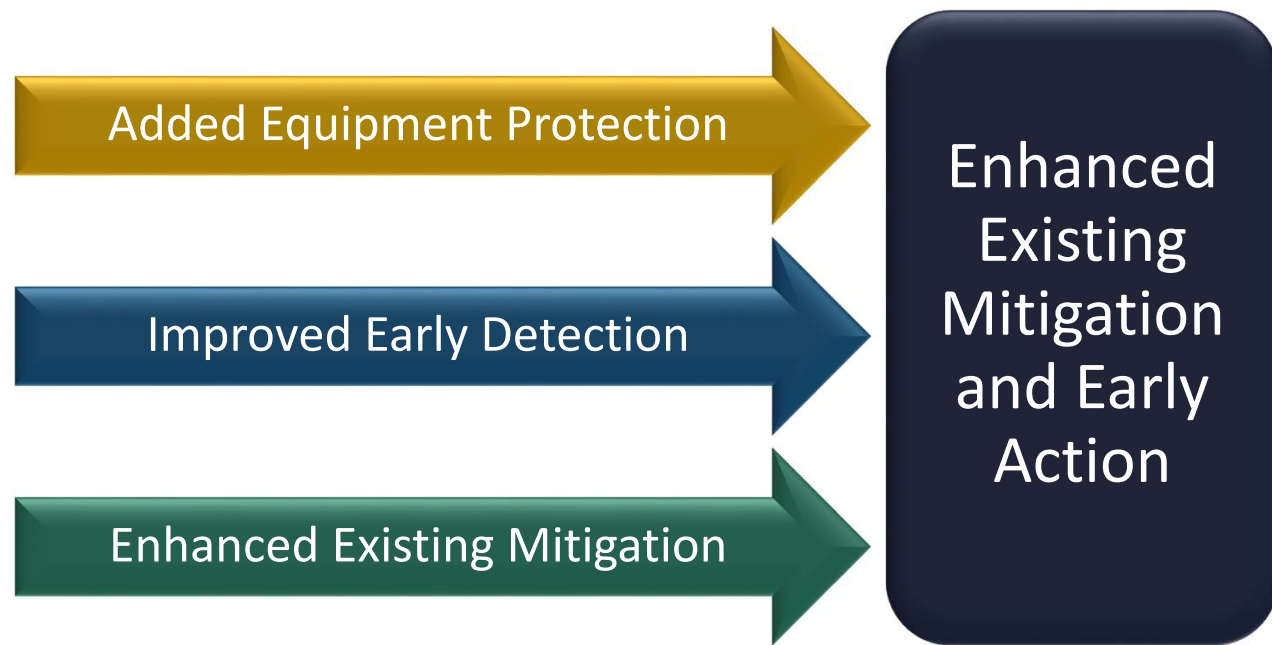 Added Equipment Protection
Improved Early Detection
Enhanced Existing Mitigation
Enhanced
Existing
Mitigation
and Early
Action